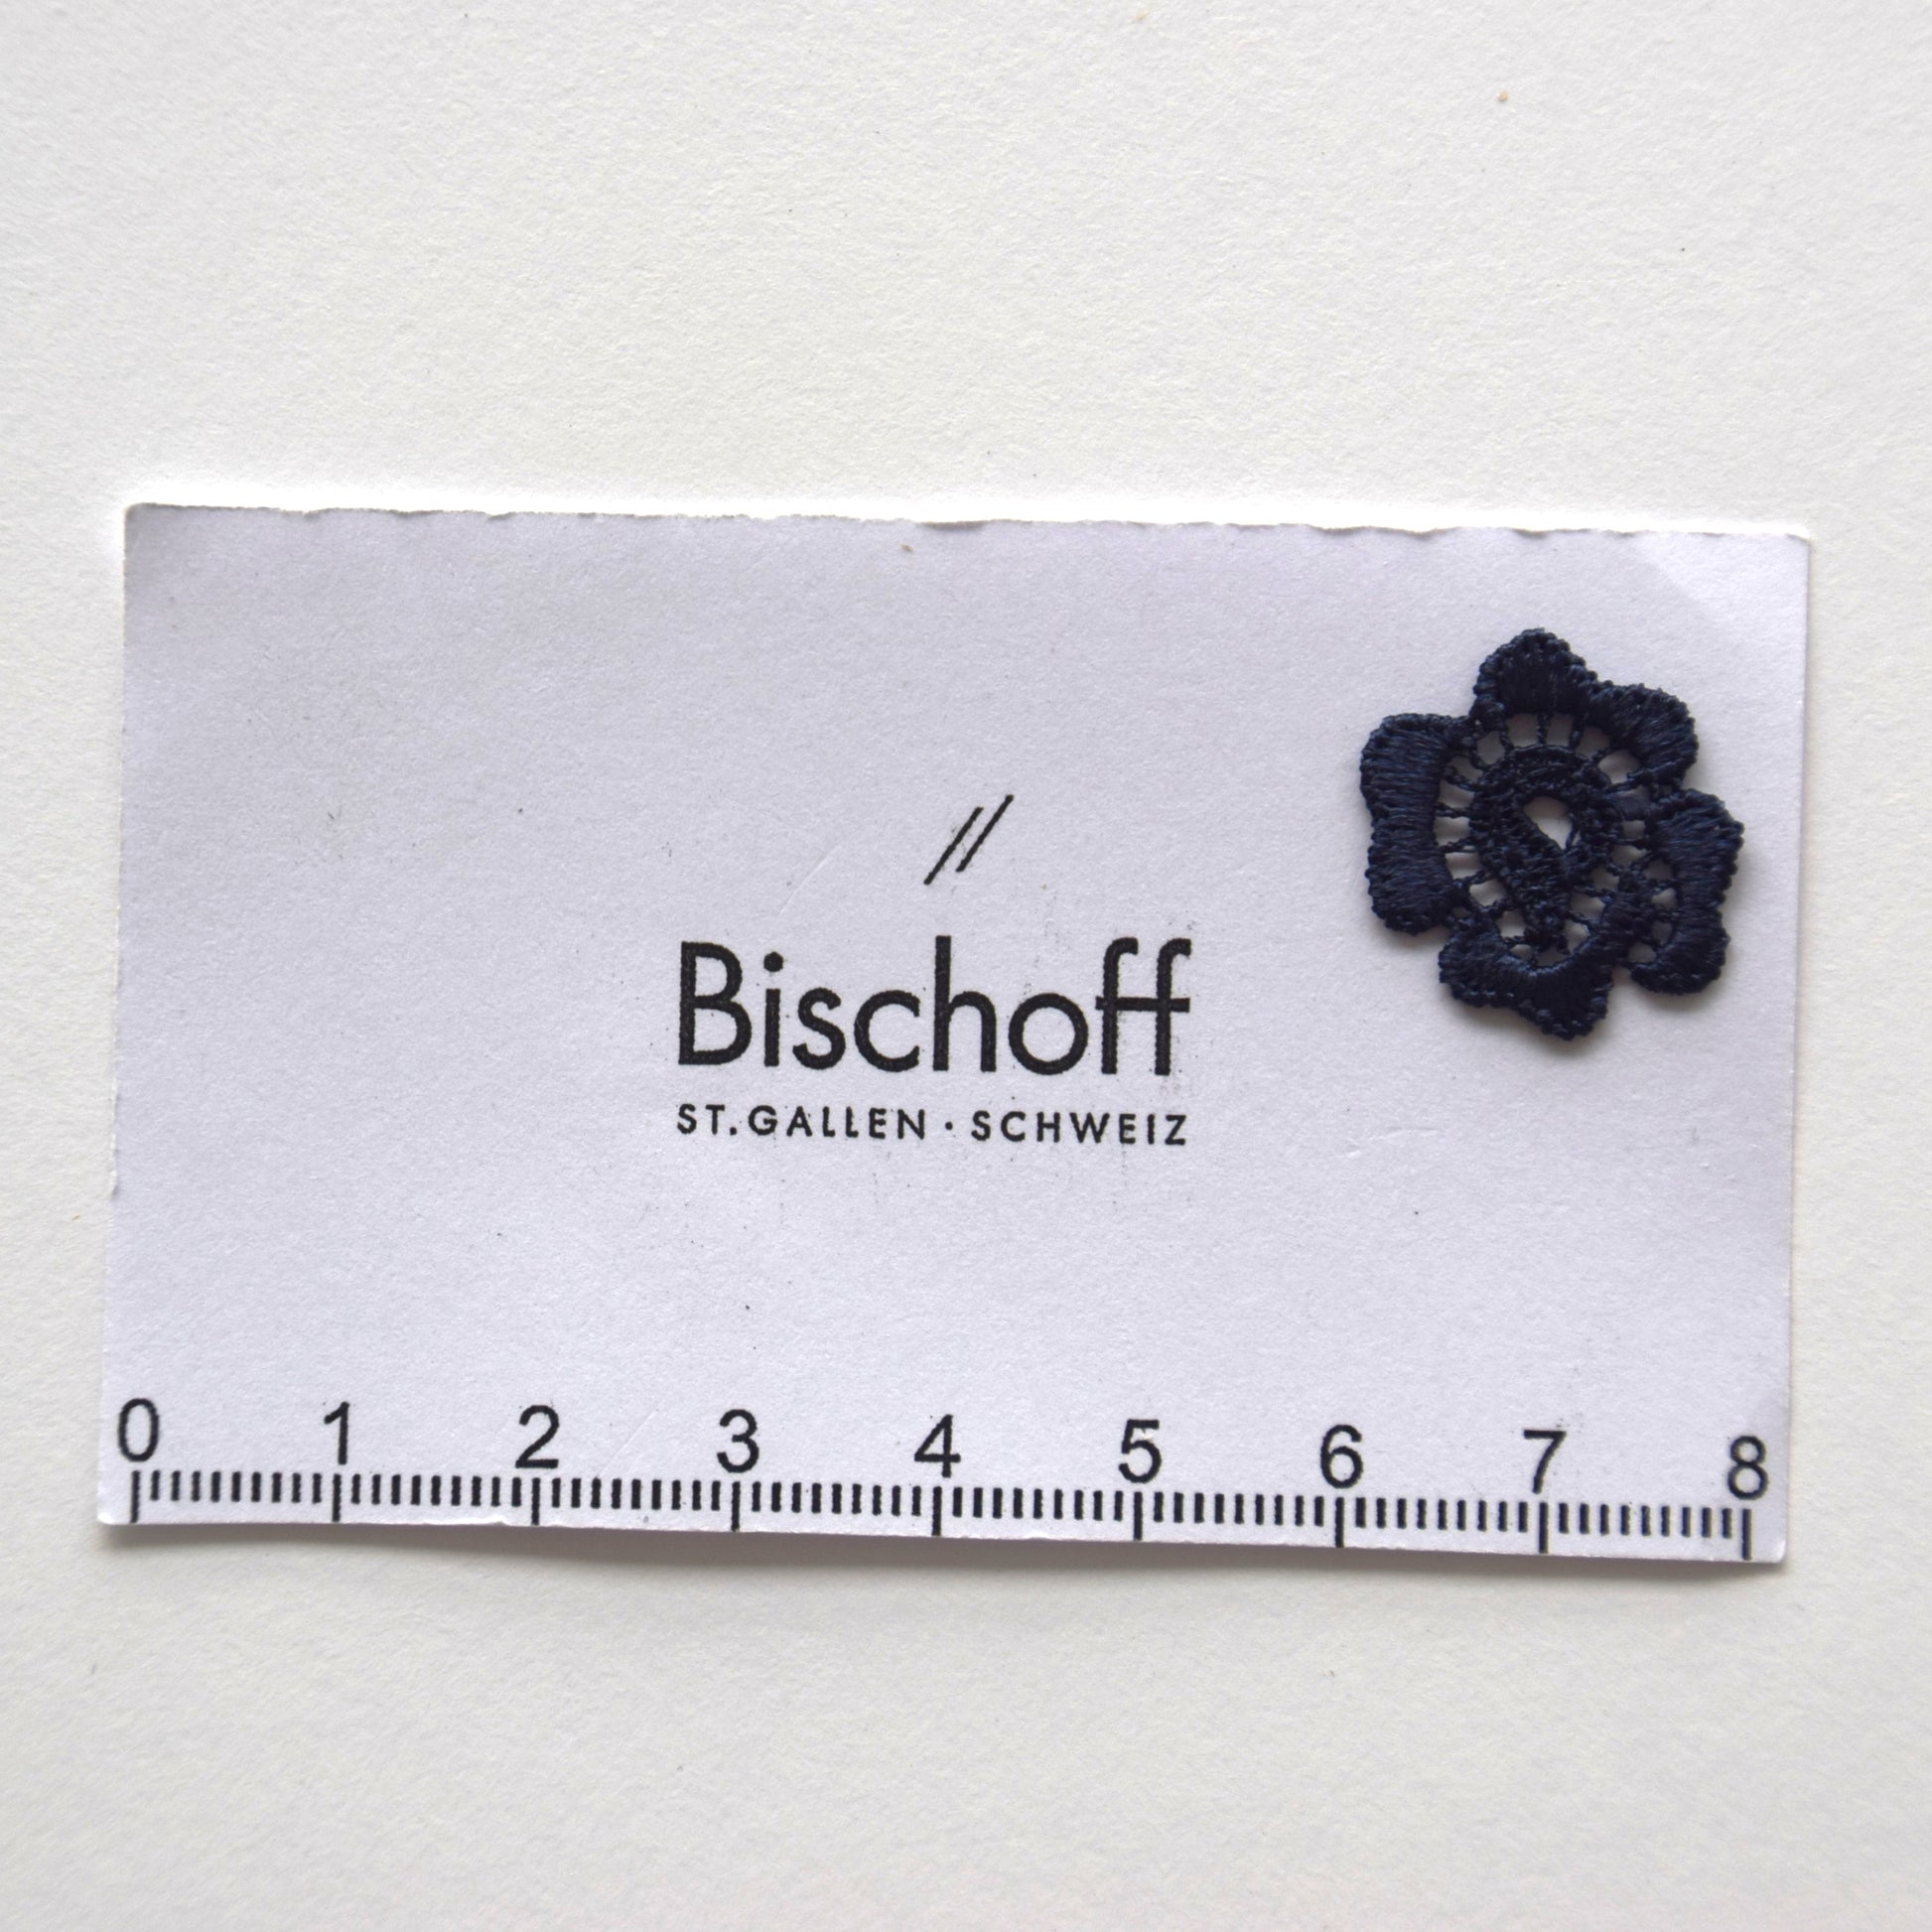 Bischoff
ST. GALLEN · SCHWEIZ
0 1 2 3 4 5 6 7 8